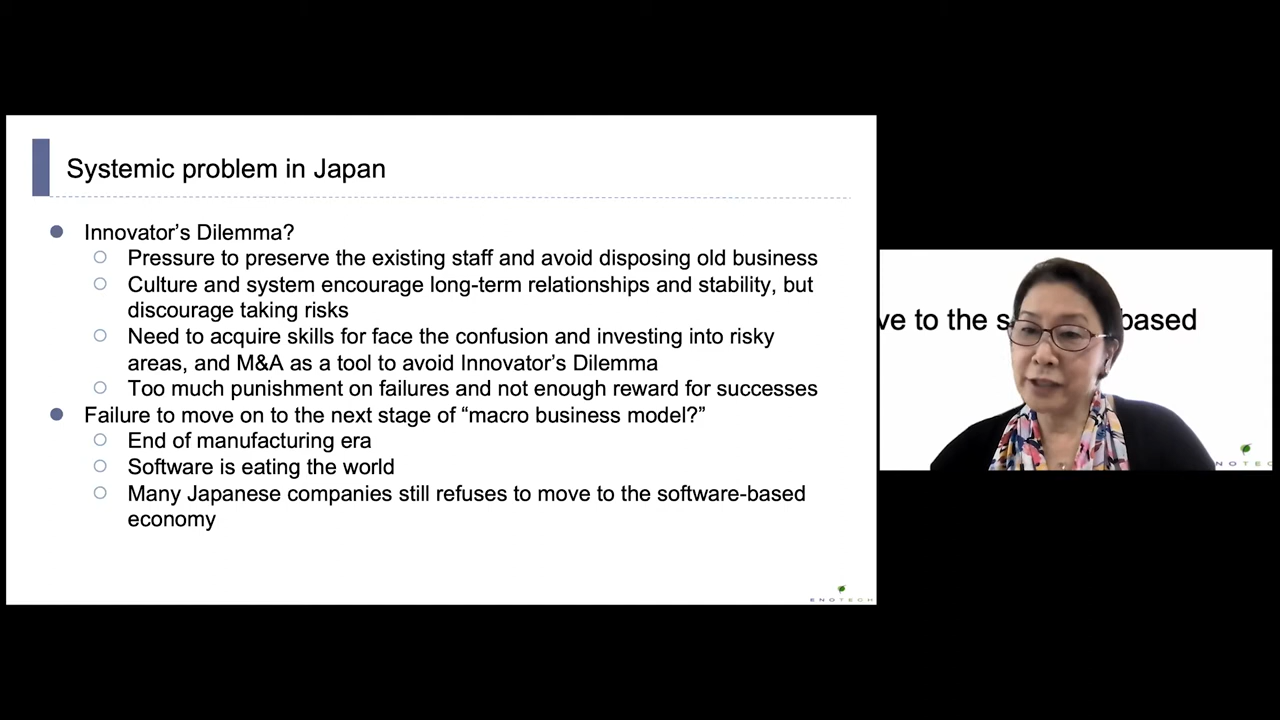 Systemic problem in Japan
Innovator's Dilemma?
Pressure to preserve the existing staff and avoid disposing old business
Culture and system encourage long-term relationships and stability, but
discourage taking risks
Need to acquire skills for face the confusion and investing into risky
areas, and M&A as a tool to avoid Innovator's Dilemma
Too much punishment on failures and not enough reward for successes
Failure to move on to the next stage of “macro business model?”
End of manufacturing era
Software is eating the world
Many Japanese companies still refuses to move to the software-based
economy
ENOTECH
ve to the s based
NOTEC